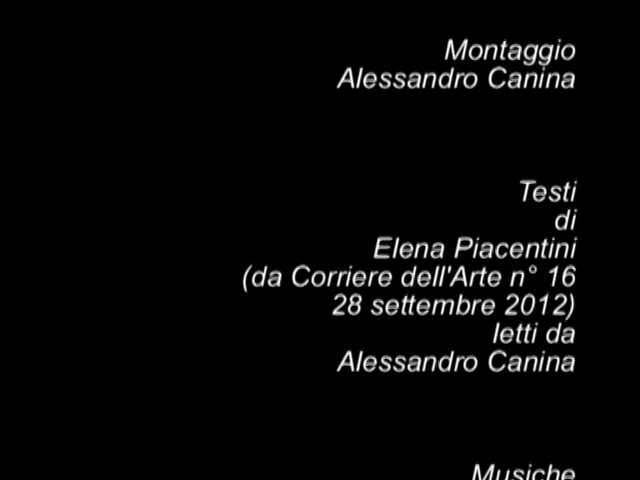 Montaggio
Alessandro Canina
Testi
di
Elena Piacentini
(da Corriere dell'Arte n° 16
28 settembre 2012)
letti da
Alessandro Canina
Musiche